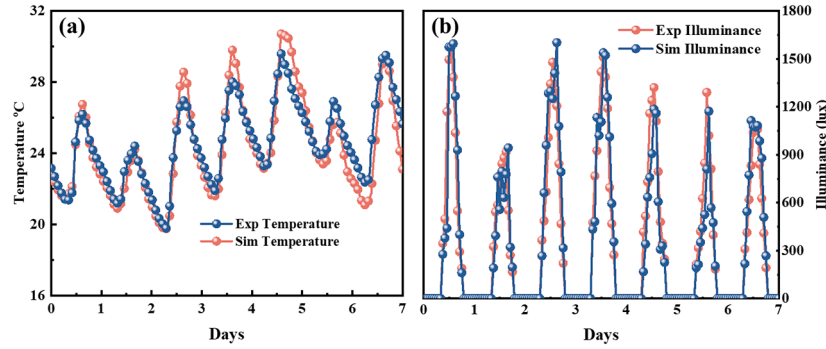 (a)
32
28
24
20
16
Temperature ℃
Exp Temperature
Sim Temperature
0 1 2 3 4 5 6 7
Days
(b)
Exp Illuminance
Sim Illuminance
1800
1500
1200
900
600
300
0
Illuminance (lux)
0 1 2 3 4 5 6 7
Days